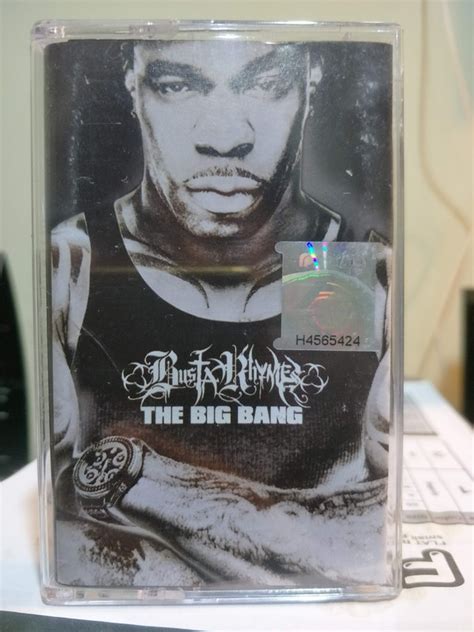 H4565424
Busta Rhymes
THE BIG BANG